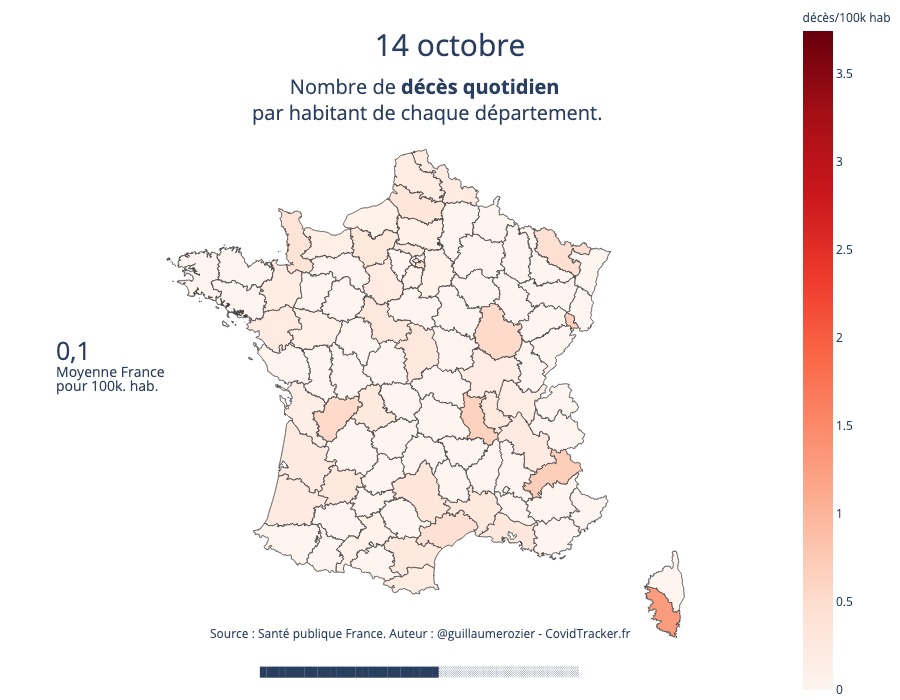 décès/100k hab
14 octobre
Nombre de décès quotidien
par habitant de chaque département.
3.5
3
2.5
2
1.5
1
0.5
0
0,1
Moyenne France
pour 100k. hab.
Source : Santé publique France. Auteur : @guillaumerozier - CovidTracker.fr